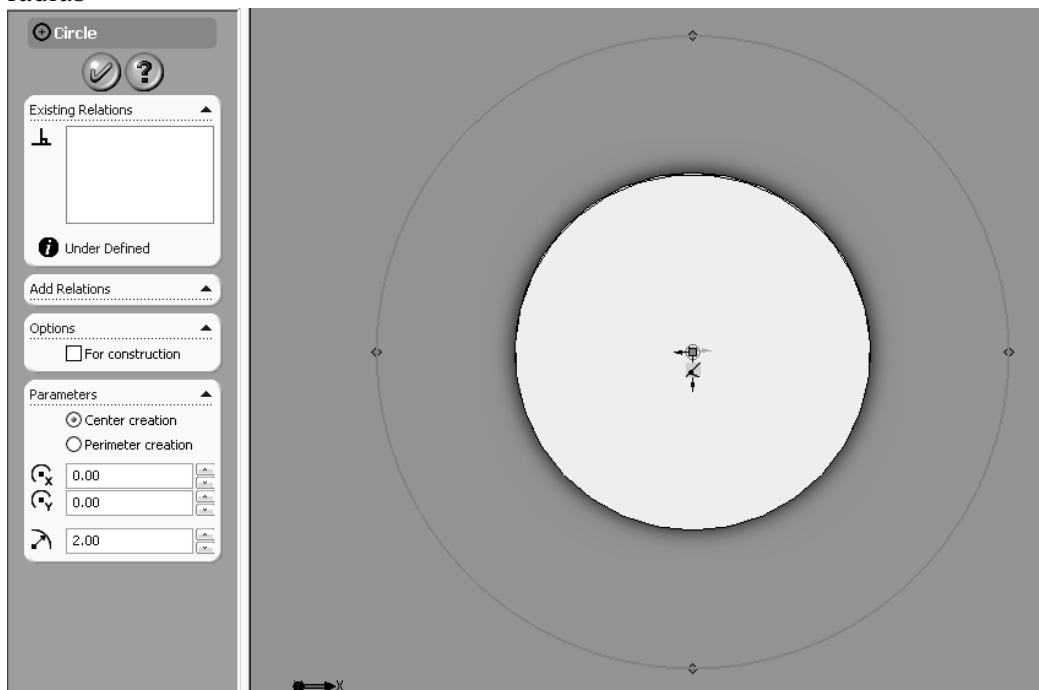 radius
Circle
?
Existing Relations
i Under Defined
Add Relations
Options
For construction
Parameters
Center creation
Perimeter creation
X 0.00
Y 0.00
2.00
X